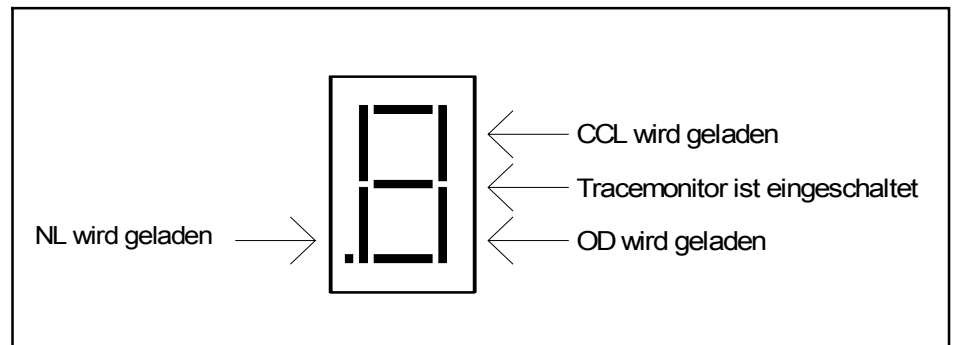 CCL wird geladen
Tracemonitor ist eingeschaltet
NL wird geladen
OD wird geladen